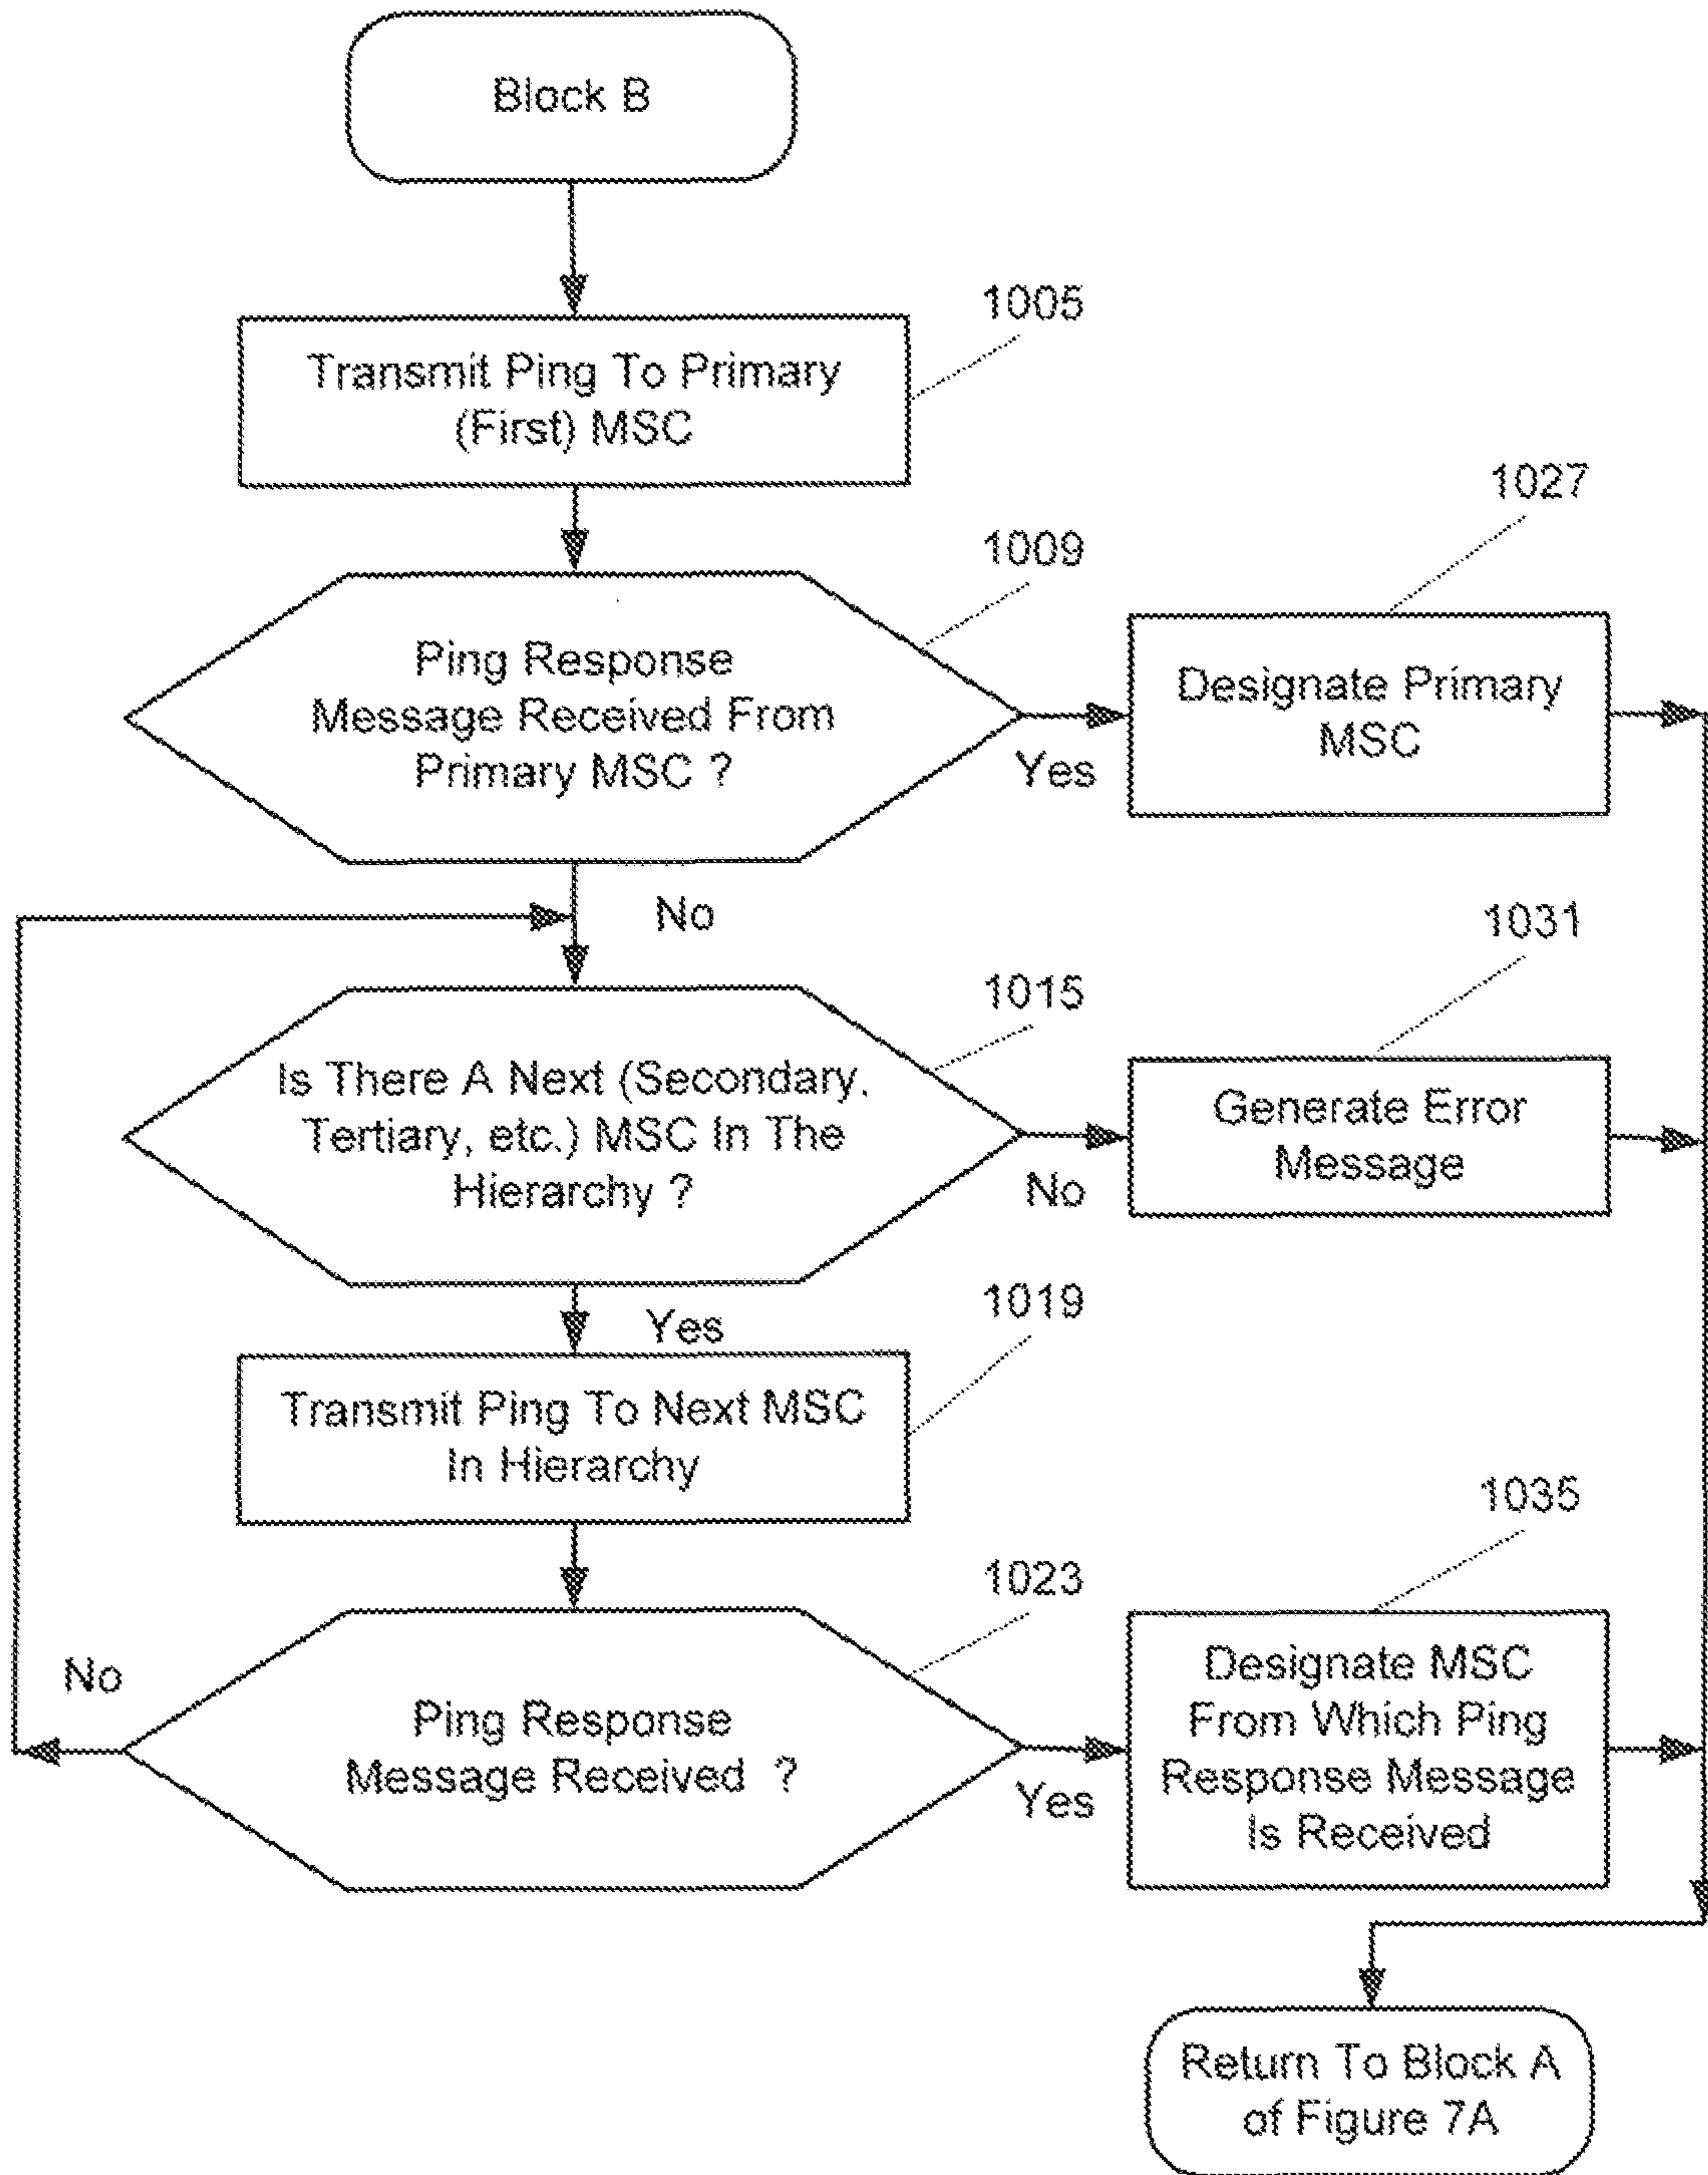 Block B
1005
Transmit Ping To Primary
(First) MSC
1027
1009
Ping Response
Message Received From
Primary MSC ?
Yes
Designate Primary
MSC
No
1031
1015
Is There A Next (Secondary,
Tertiary, etc.) MSC In The
Hierarchy ?
No
Generate Error
Message
Yes
1019
Transmit Ping To Next MSC
In Hierarchy
1035
1023
No
Ping Response
Message Received ?
Yes
Designate MSC
From Which Ping
Response Message
Is Received
Return To Block A
of Figure 7A